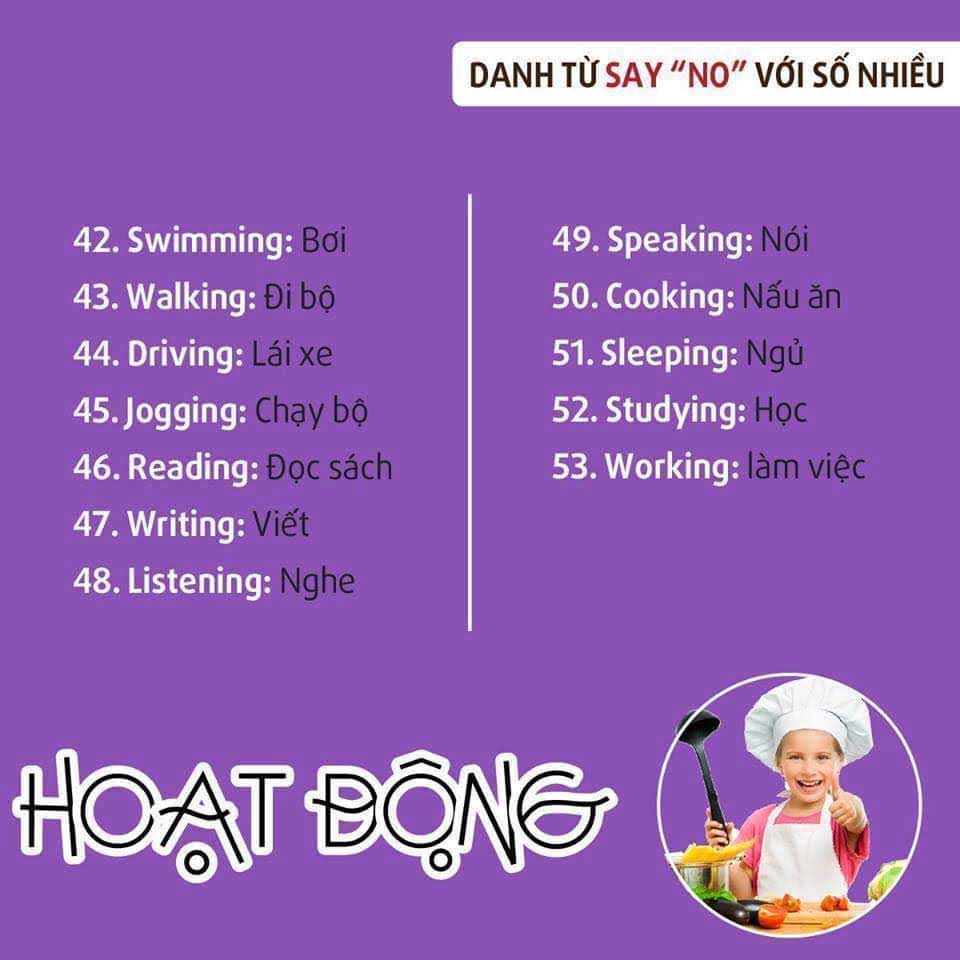 DANH TỪ SAY “NO” VỚI SỐ NHIỀU
42. Swimming: Bơi
43. Walking: Đi bộ
44. Driving: Lái xe
45. Jogging: Chạy bộ
46. Reading: Đọc sách
47. Writing: Viết
48. Listening: Nghe
49. Speaking: Nói
50. Cooking: Nấu ăn
51. Sleeping: Ngủ
52. Studying: Học
53. Working: làm việc
HOẠT ĐỘNG